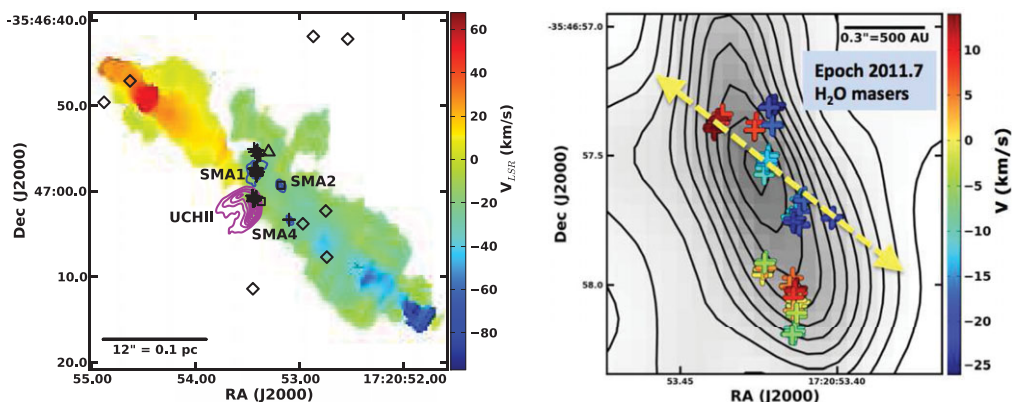 -35:46:40.0
50.0
47:00.0
10.0
20.0
Dec (J2000)
SMA1
SMA2
UCHII
SMA4
12" = 0.1 pc
55.00
54.00
53.00
17:20:52.00
RA (J2000)
60
40
20
0
-20
-40
-60
-80
V_LSR (km/s)
-35:46:57.0
57.5
58.0
Dec (J2000)
0.3"=500 AU
Epoch 2011.7
H₂O masers
53.45
17:20:53.40
RA (J2000)
10
5
0
-5
-10
-15
-20
-25
V (km/s)